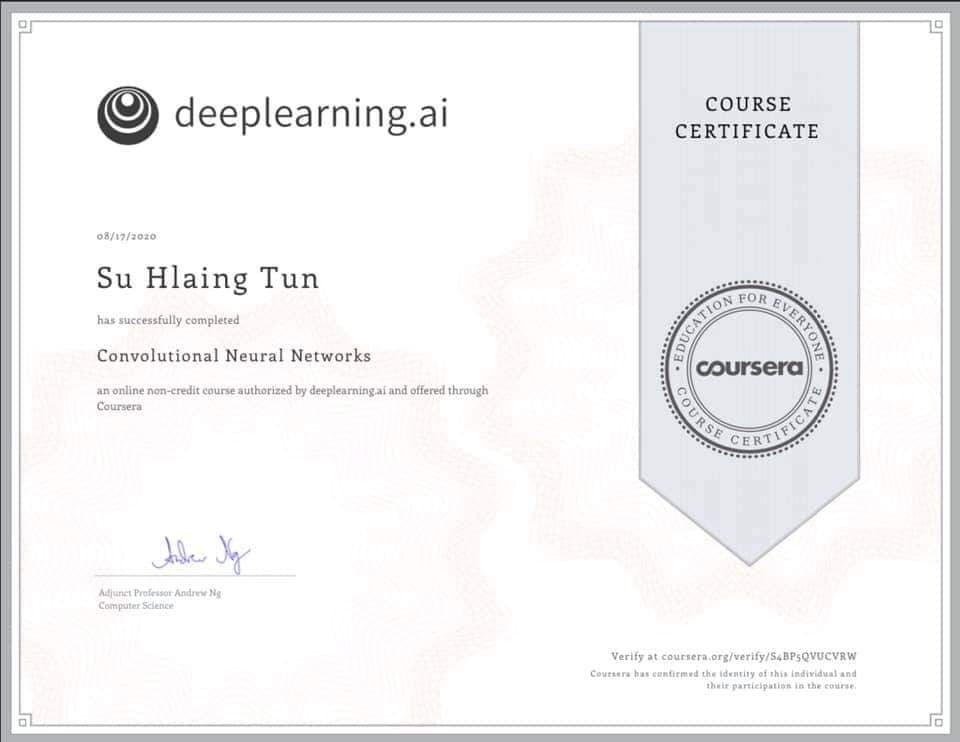 deeplearning.ai
COURSE
CERTIFICATE
08/17/2020
Su Hlaing Tun
has successfully completed
Convolutional Neural Networks
an online non-credit course authorized by deeplearning.ai and offered through
Coursera
EDUCATION FOR EVERYONE
coursera
COURSE CERTIFICATE
Andrew Ng
Adjunct Professor Andrew Ng
Computer Science
Verify at coursera.org/verify/S4BP5QVUCVRW
Coursera has confirmed the identity of this individual and
their participation in the course.